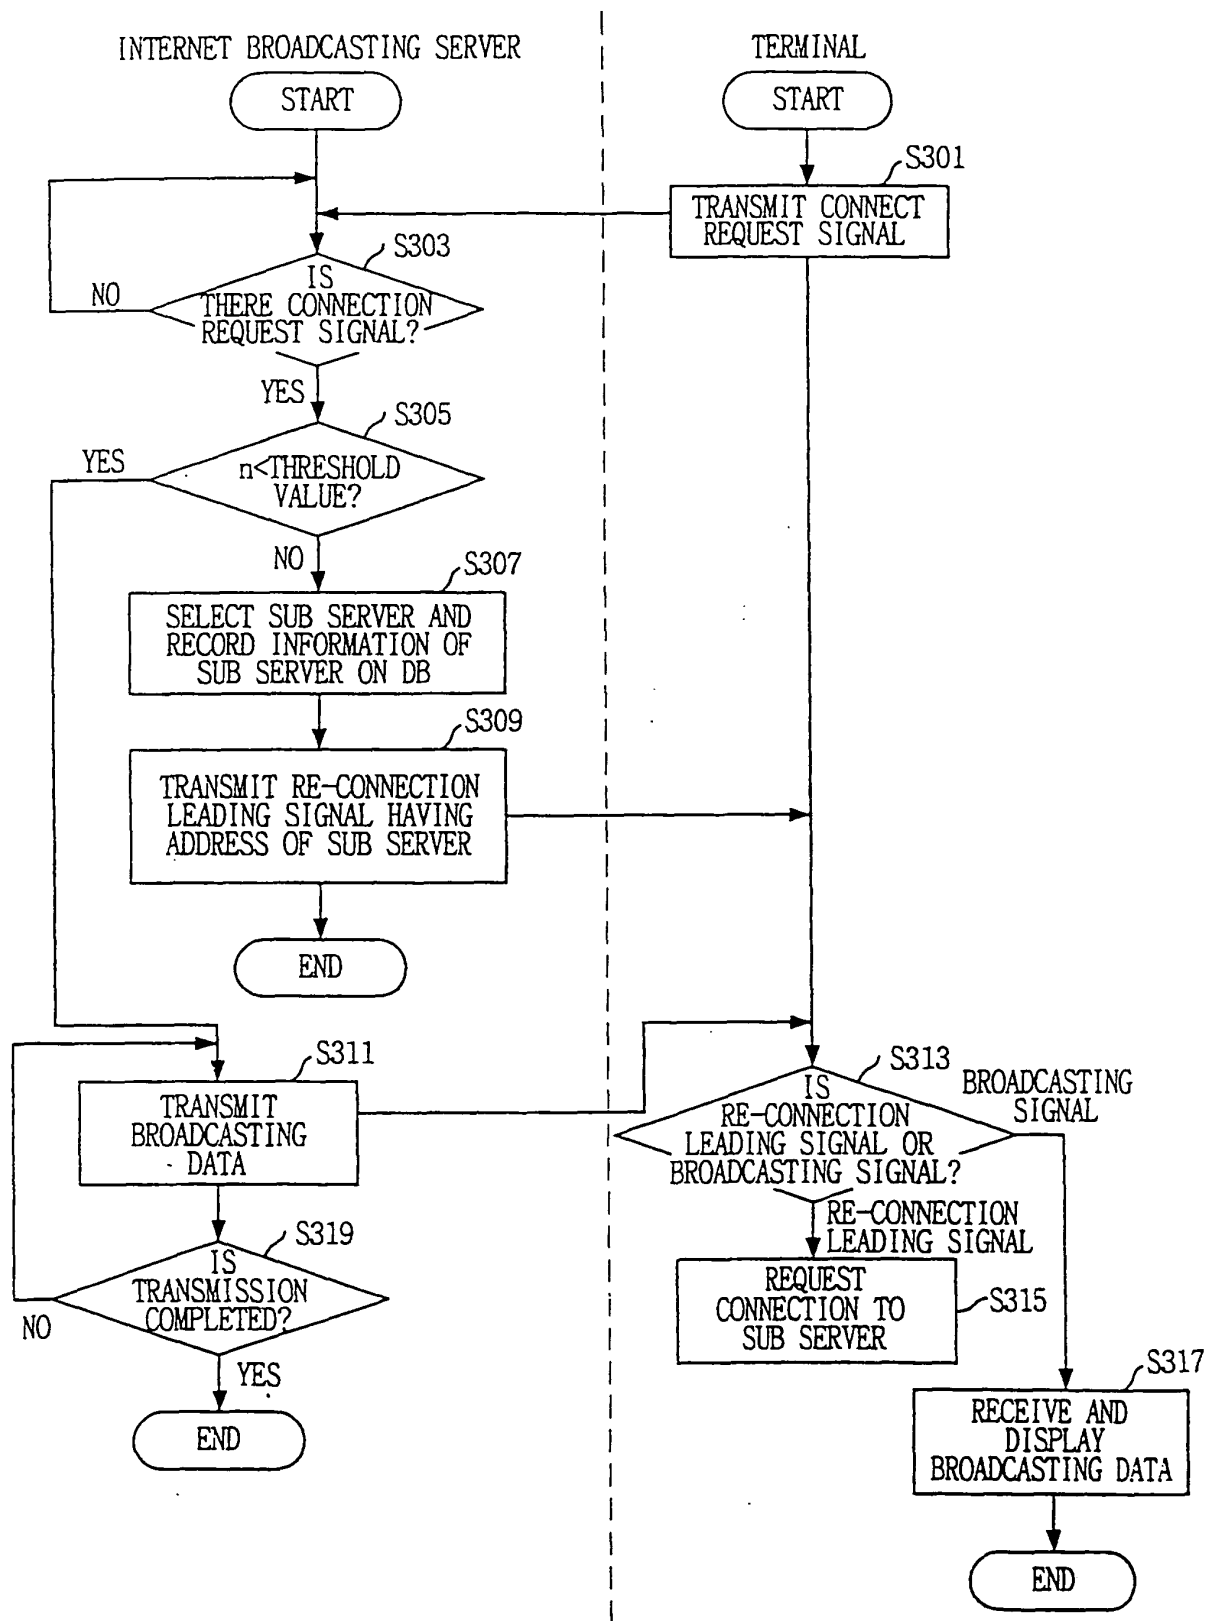 INTERNET BROADCASTING SERVER
TERMINAL
START
START
S301
TRANSMIT CONNECT
REQUEST SIGNAL
S303
IS
THERE CONNECTION
REQUEST SIGNAL?
NO
YES
S305
n<THRESHOLD
VALUE?
YES
NO
S307
SELECT SUB SERVER AND
RECORD INFORMATION OF
SUB SERVER ON DB
S309
TRANSMIT RE-CONNECTION
LEADING SIGNAL HAVING
ADDRESS OF SUB SERVER
END
S311
TRANSMIT
BROADCASTING
DATA
S313
IS
RE-CONNECTION
LEADING SIGNAL OR
BROADCASTING SIGNAL?
BROADCASTING
SIGNAL
RE-CONNECTION
LEADING SIGNAL
S319
IS
TRANSMISSION
COMPLETED?
NO
YES
END
REQUEST
CONNECTION TO
SUB SERVER
S315
S317
RECEIVE AND
DISPLAY
BROADCASTING DATA
END